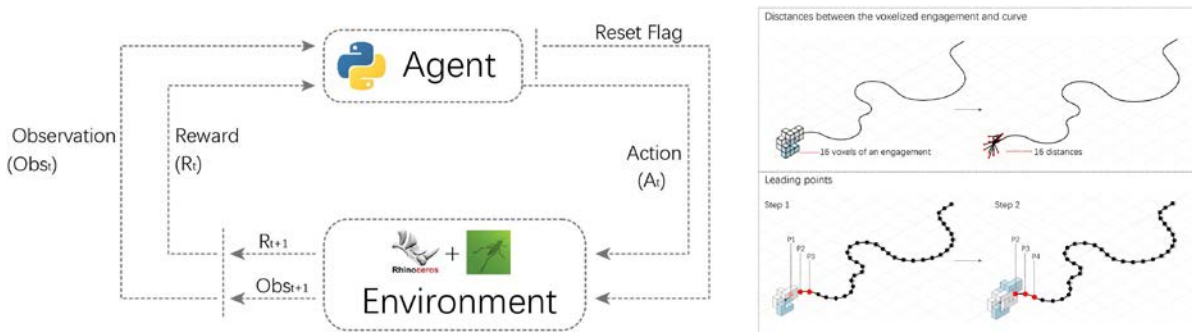 Reset Flag
Agent
Observation
(Obst)
Reward
(Rt)
Action
(At)
Rt+1
Obst+1
Rhinoceros
+
Environment
Disctances between the voxelized engagement and curve
16 voxels of an engagement
16 distances
Leading points
Step 1
Step 2
P1
P2
P3
P2
P3
P4